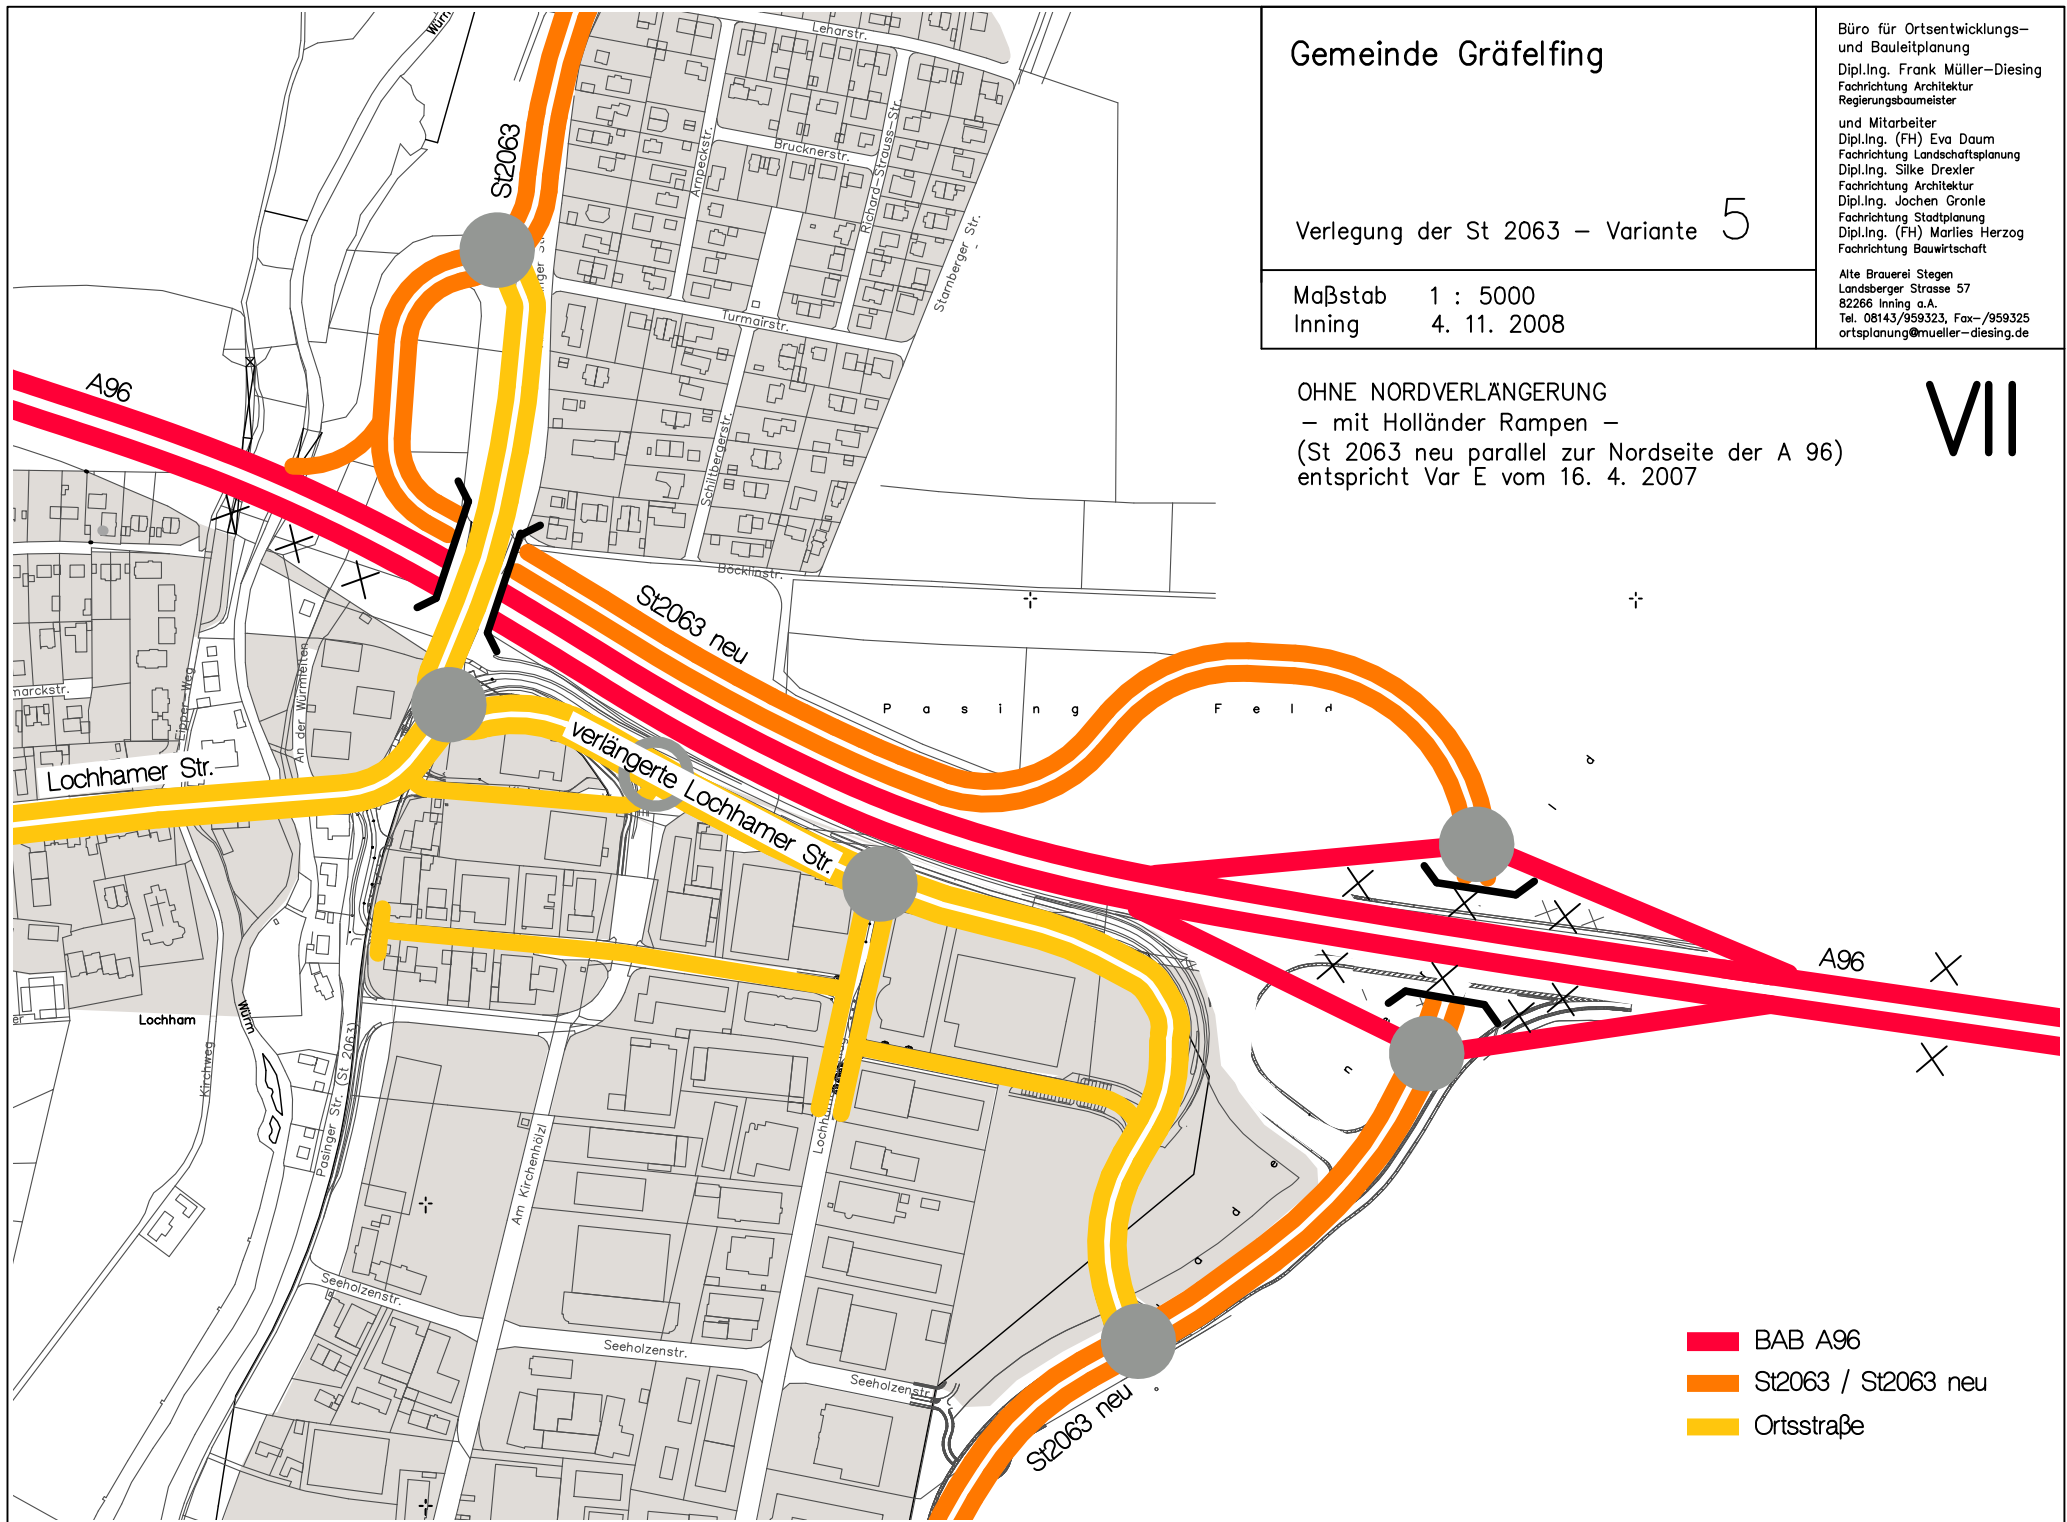 Gemeinde Gräfelfing
Verlegung der St 2063 – Variante 5
Maßstab 1 : 5000
Inning 4. 11. 2008
Büro für Ortsentwicklungs–
und Bauleitplanung
Dipl.Ing. Frank Müller–Diesing
Fachrichtung Architektur
Regierungsbaumeister
und Mitarbeiter
Dipl.Ing. (FH) Eva Daum
Fachrichtung Landschaftsplanung
Dipl.Ing. Silke Drexler
Fachrichtung Architektur
Dipl.Ing. Jochen Gronle
Fachrichtung Stadtplanung
Dipl.Ing. (FH) Marlies Herzog
Fachrichtung Bauwirtschaft
Alte Brauerei Stegen
Landsberger Strasse 57
82266 Inning a.A.
Tel. 08143/959323, Fax–/959325
ortsplanung@mueller–diesing.de
OHNE NORDVERLÄNGERUNG
– mit Holländer Rampen –
(St 2063 neu parallel zur Nordseite der A 96)
entspricht Var E vom 16. 4. 2007
VII
Würm
Leharstr.
St2063
Arnpeckstr.
Brucknerstr.
Richard–Strauss–Str.
Starnberger Str.
Turmairstr.
A96
Schiltbergerstr.
Böcklinstr.
St2063 neu
Pasing Feld
marckstr.
Eipper–Weg
An der Würmleiten
Lochhamer Str.
verlängerte Lochhamer Str.
A96
Lochham
Würm
Kirchweg
Pasinger Str. (St 2063)
Am Kirchenhölzl
Seeholzenstr.
Seeholzenstr.
Seeholzenstr.
St2063 neu
BAB A96
St2063 / St2063 neu
Ortsstraße